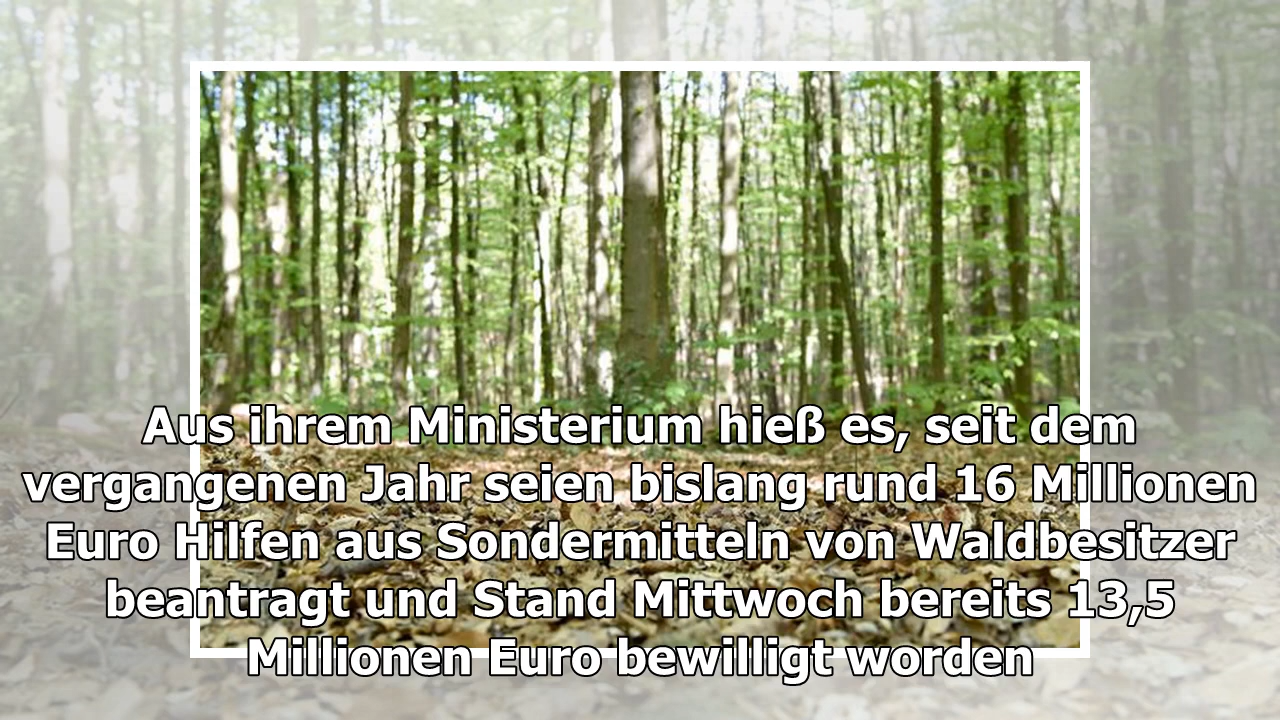 Aus ihrem Ministerium hieß es, seit dem
vergangenen Jahr seien bislang rund 16 Millionen
Euro Hilfen aus Sondermitteln von Waldbesitzer
beantragt und Stand Mittwoch bereits 13,5
Millionen Euro bewilligt worden